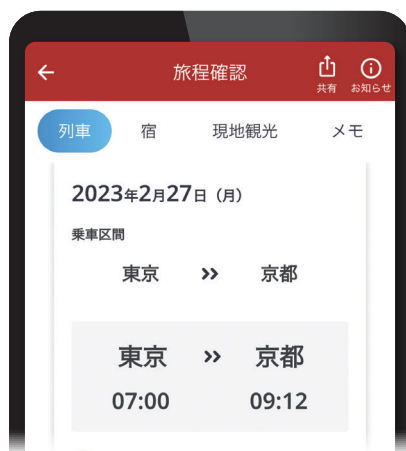 旅程確認
共有 お知らせ
列車 宿 現地観光 メモ
2023年2月27日（月）
乗車区間
東京 » 京都
東京 » 京都
07:00 09:12